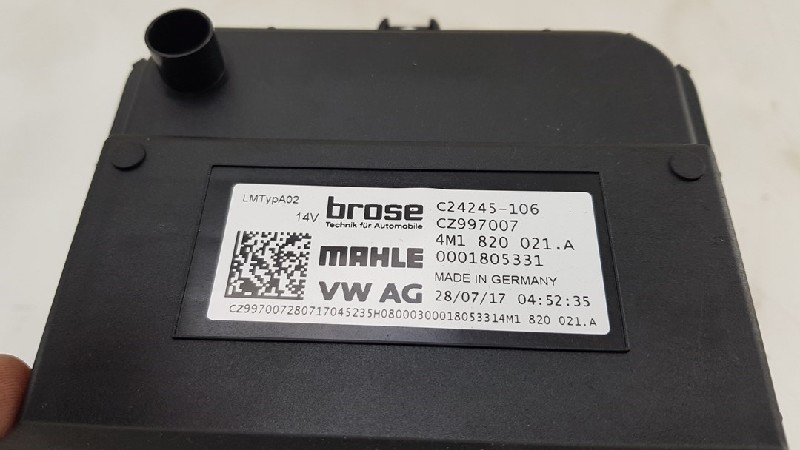 LMTypA02
14V
brose
Technik für Automobile
MAHLE
VW AG
C24245-106
CZ997007
4M1 820 021.A
0001805331
MADE IN GERMANY
28/07/17 04:52:35
CZ997007280717045235H08000300018053314M1 820 021.A